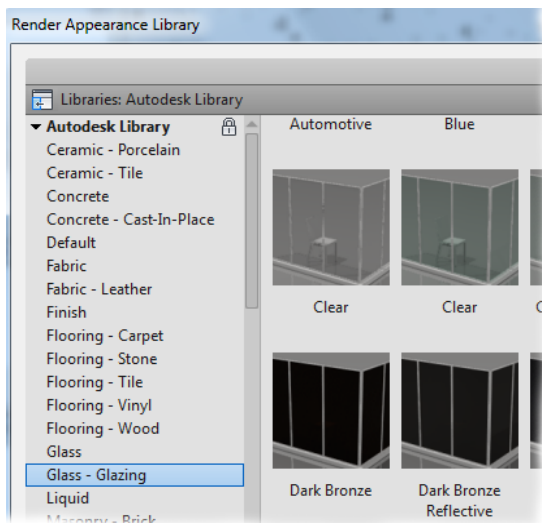 Render Appearance Library
Libraries: Autodesk Library
Autodesk Library
Ceramic - Porcelain
Ceramic - Tile
Concrete
Concrete - Cast-In-Place
Default
Fabric
Fabric - Leather
Finish
Flooring - Carpet
Flooring - Stone
Flooring - Tile
Flooring - Vinyl
Flooring - Wood
Glass
Glass - Glazing
Liquid
Masonry - Brick
Automotive
Blue
Clear
Clear
Dark Bronze
Dark Bronze
Reflective